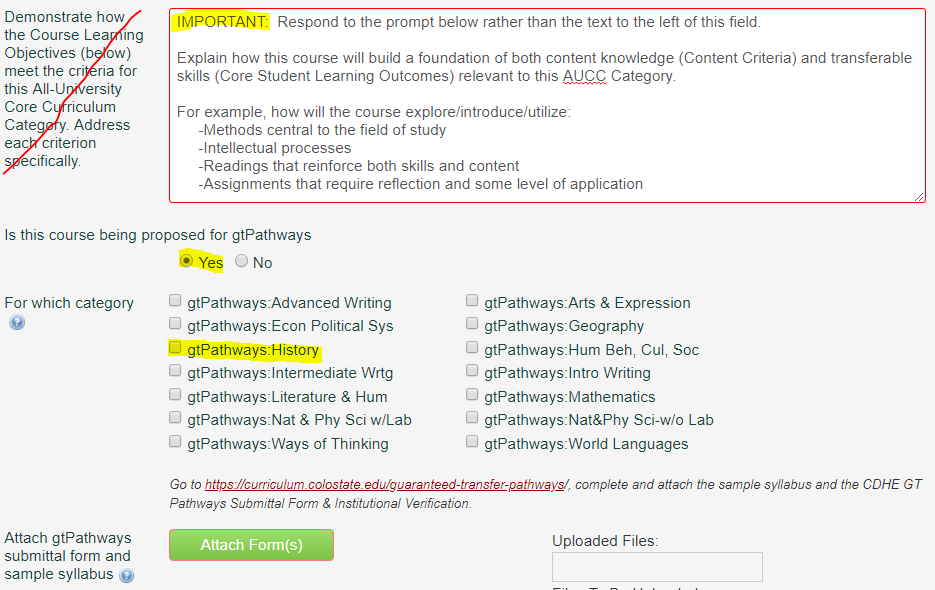 Demonstrate how
the Course Learning
Objectives (below)
meet the criteria for
this All-University
Core Curriculum
Category. Address
each criterion
specifically.
IMPORTANT: Respond to the prompt below rather than the text to the left of this field.
Explain how this course will build a foundation of both content knowledge (Content Criteria) and transferable
skills (Core Student Learning Outcomes) relevant to this AUCC Category.
For example, how will the course explore/introduce/utilize:
-Methods central to the field of study
-Intellectual processes
-Readings that reinforce both skills and content
-Assignments that require reflection and some level of application
Is this course being proposed for gtPathways
Yes No
For which category
gtPathways:Advanced Writing
gtPathways:Arts & Expression
gtPathways:Econ Political Sys
gtPathways:Geography
gtPathways:History
gtPathways:Hum Beh, Cul, Soc
gtPathways:Intermediate Wrtg
gtPathways:Intro Writing
gtPathways:Literature & Hum
gtPathways:Mathematics
gtPathways:Nat & Phy Sci w/Lab
gtPathways:Nat&Phy Sci-w/o Lab
gtPathways:Ways of Thinking
gtPathways:World Languages
Go to https://curriculum.colostate.edu/guaranteed-transfer-pathways/, complete and attach the sample syllabus and the CDHE GT
Pathways Submittal Form & Institutional Verification.
Attach gtPathways
submittal form and
sample syllabus
Attach Form(s)
Uploaded Files: